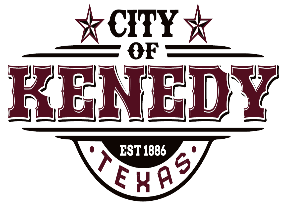 CITY
OF
KENEDY
EST 1886
TEXAS